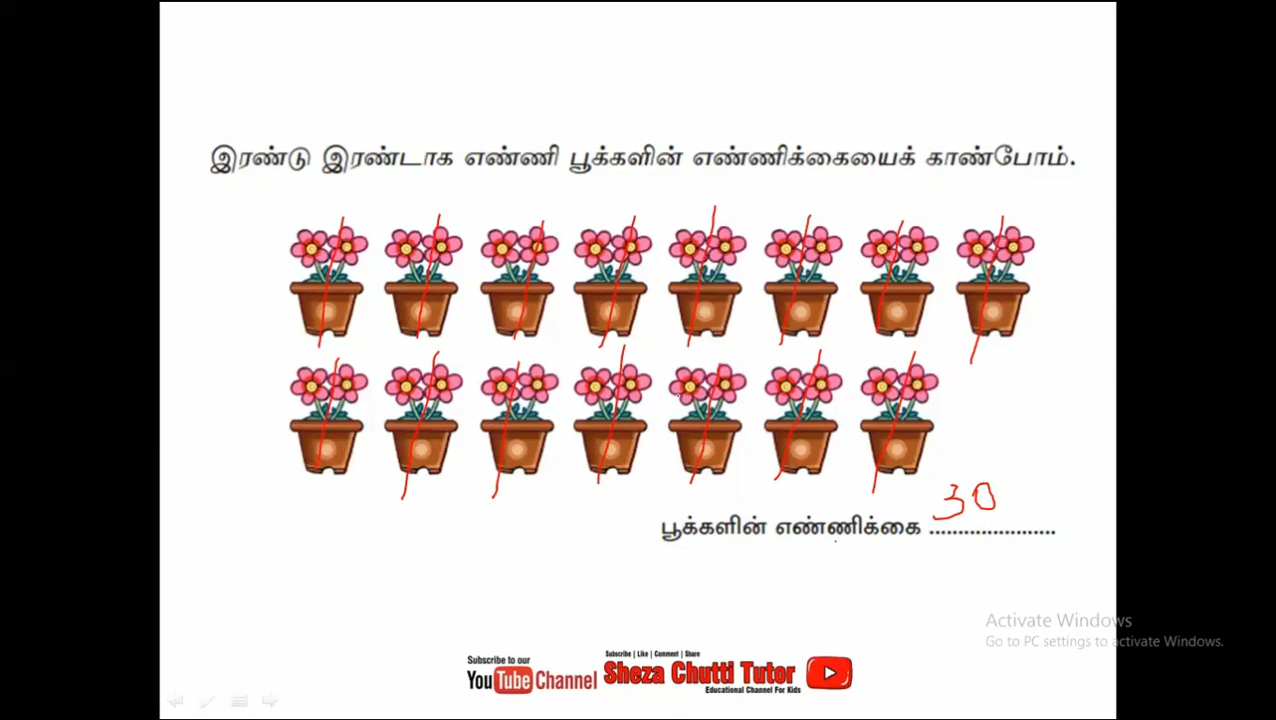 இரண்டு இரண்டாக எண்ணி பூக்களின் எண்ணிக்கையைக் காண்போம்.
30
பூக்களின் எண்ணிக்கை ......................
Activate Windows
Go to PC settings to activate Windows.
Subscribe to our
YouTube Channel
Subscribe | Like | Comment | Share
Sheza Chutti Tutor
Educational Channel For Kids